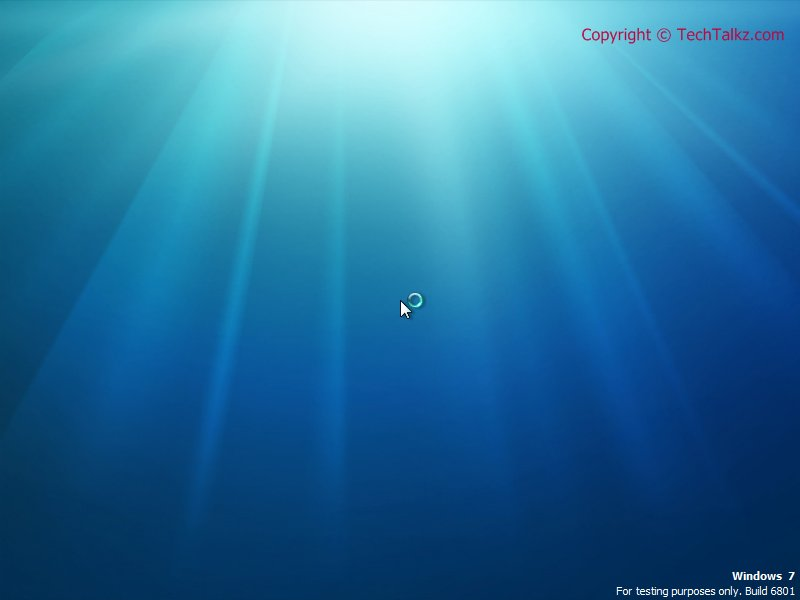 Copyright © TechTalkz.com
Windows 7
For testing purposes only. Build 6801